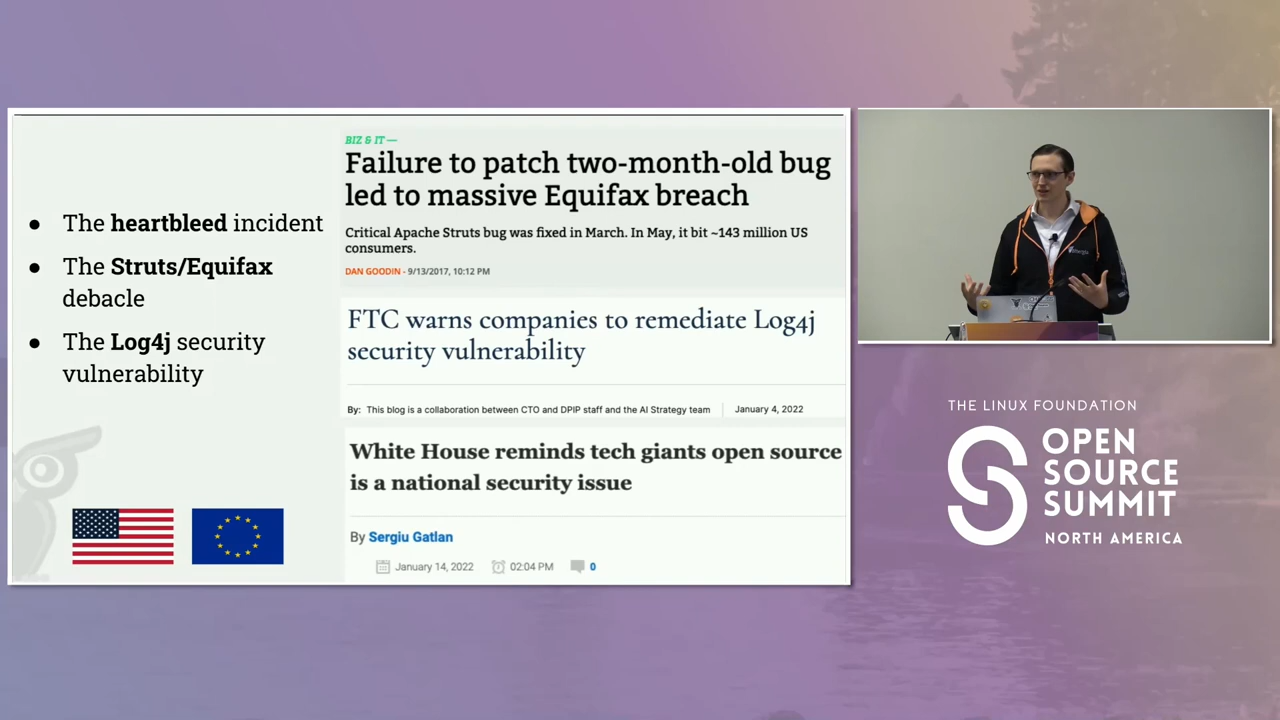 ● The heartbleed incident
● The Struts/Equifax
debacle
● The Log4j security
vulnerability
BIZ & IT —
Failure to patch two-month-old bug
led to massive Equifax breach
Critical Apache Struts bug was fixed in March. In May, it bit ~143 million US
consumers.
DAN GOODIN - 9/13/2017, 10:12 PM
FTC warns companies to remediate Log4j
security vulnerability
By: This blog is a collaboration between CTO and DPIP staff and the AI Strategy team
January 4, 2022
White House reminds tech giants open source
is a national security issue
By Sergiu Gatlan
January 14, 2022 02:04 PM 0
THE LINUX FOUNDATION
OPEN
SOURCE
SUMMIT
NORTH AMERICA